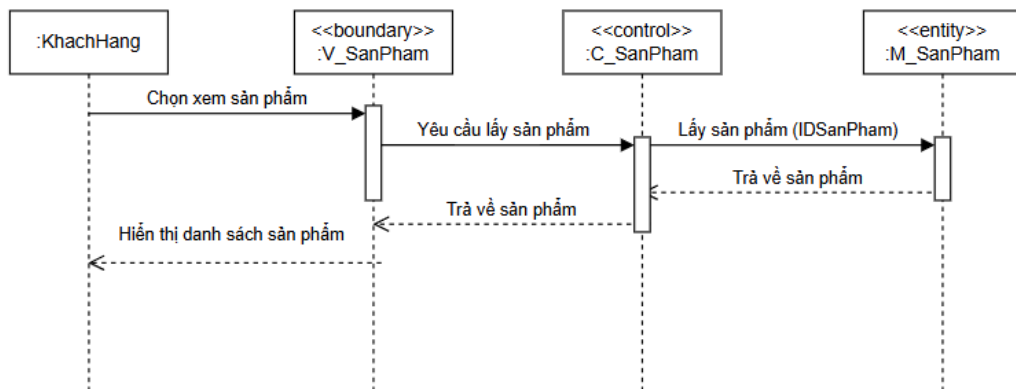 :KhachHang
<<boundary>>
:V_SanPham
<<control>>
:C_SanPham
<<entity>>
:M_SanPham
Chọn xem sản phẩm
Yêu cầu lấy sản phẩm
Lấy sản phẩm (IDSanPham)
Trả về sản phẩm
Trả về sản phẩm
Hiển thị danh sách sản phẩm